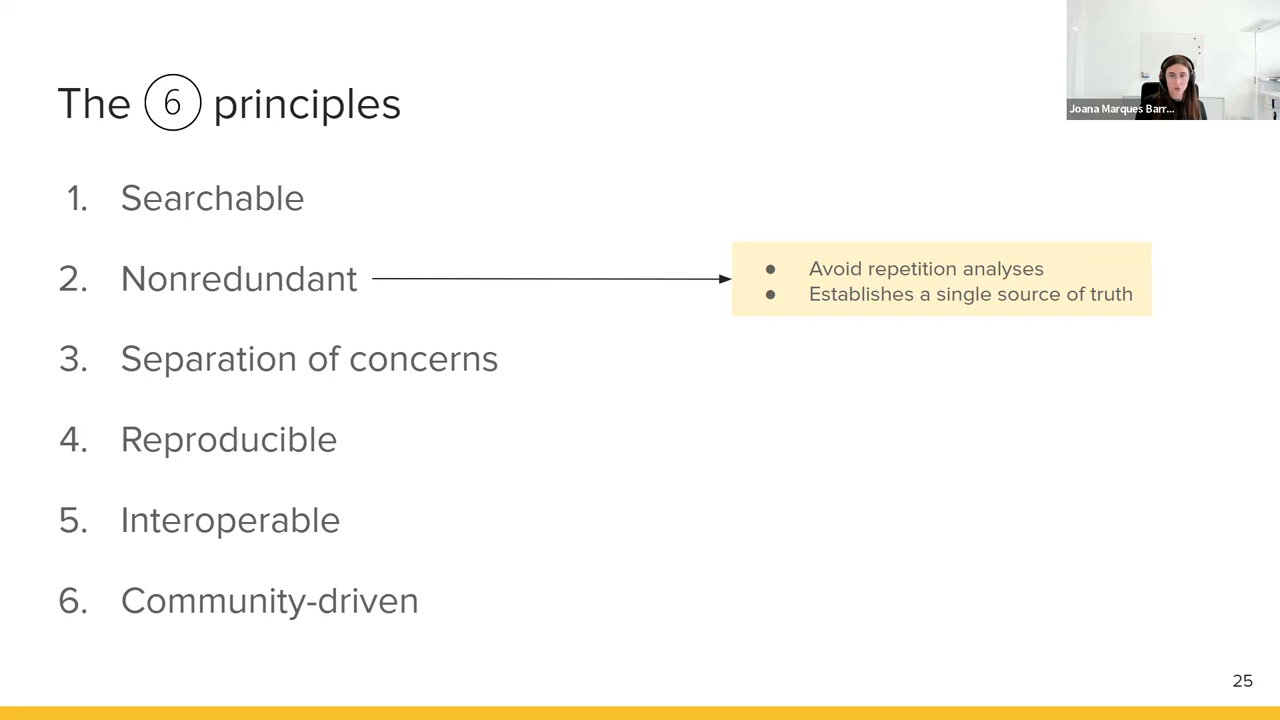 The 6 principles
Joana Marques Barr...
1. Searchable
2. Nonredundant
● Avoid repetition analyses
● Establishes a single source of truth
3. Separation of concerns
4. Reproducible
5. Interoperable
6. Community-driven
25